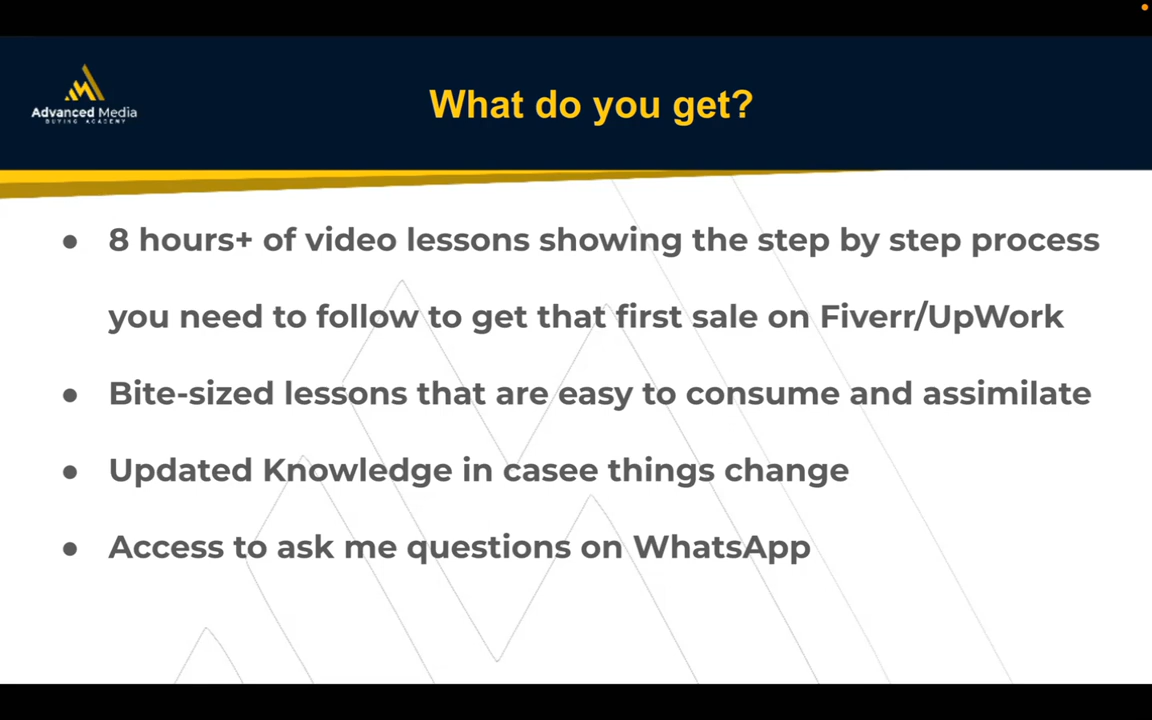 Advanced Media
BUYING ACADEMY
What do you get?
● 8 hours+ of video lessons showing the step by step process
you need to follow to get that first sale on Fiverr/UpWork
● Bite-sized lessons that are easy to consume and assimilate
● Updated Knowledge in casee things change
● Access to ask me questions on WhatsApp